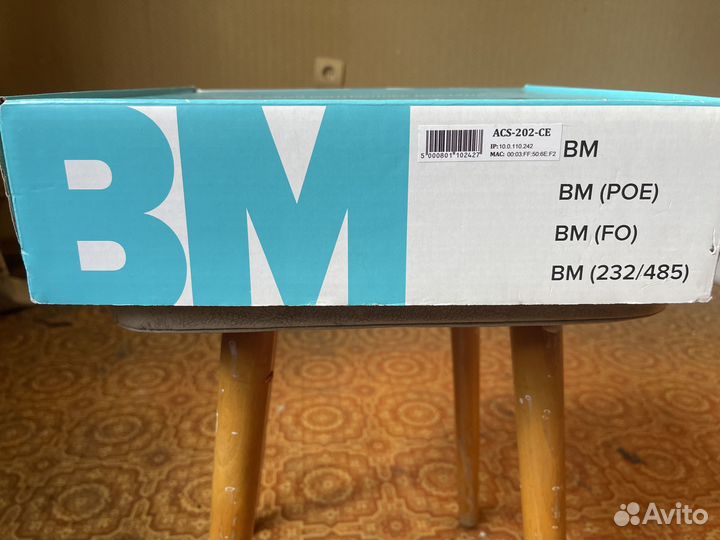 BM
ACS-202-CE
IP:10.0.110.242
MAC: 00:03:FF:50:6E:F2
5 000801 102427
BM
BM (POE)
BM (FO)
BM (232/485)
Avito